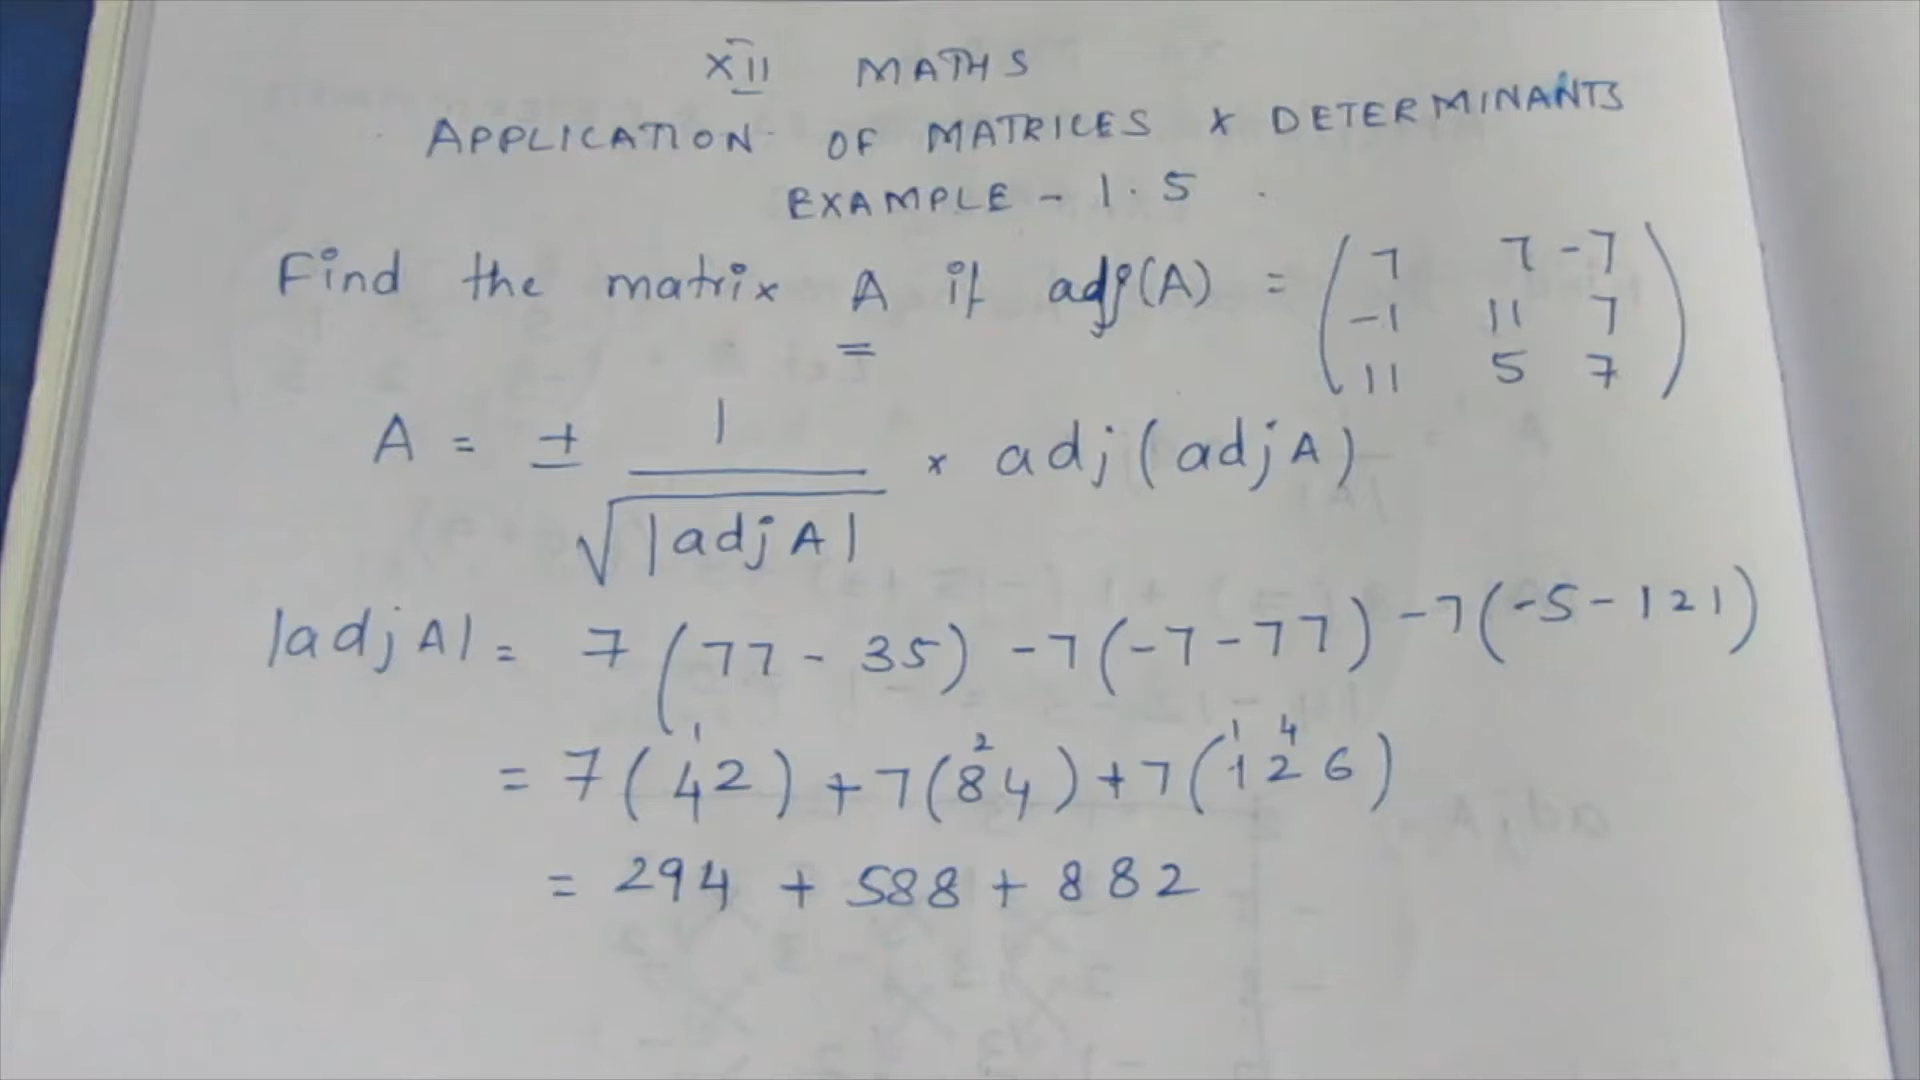 XII MATHS
APPLICATION OF MATRICES & DETERMINANTS
EXAMPLE - 1.5
Find the matrix A if adj(A) = ( 7 7 -7
-1 11 7
11 5 7 )
A = ± 1 / √|adj A| × adj(adj A)
|adj A| = 7(77 - 35) -7(-7-77) -7(-5-121)
= 7(42) +7(84) +7(126)
= 294 + 588 + 882